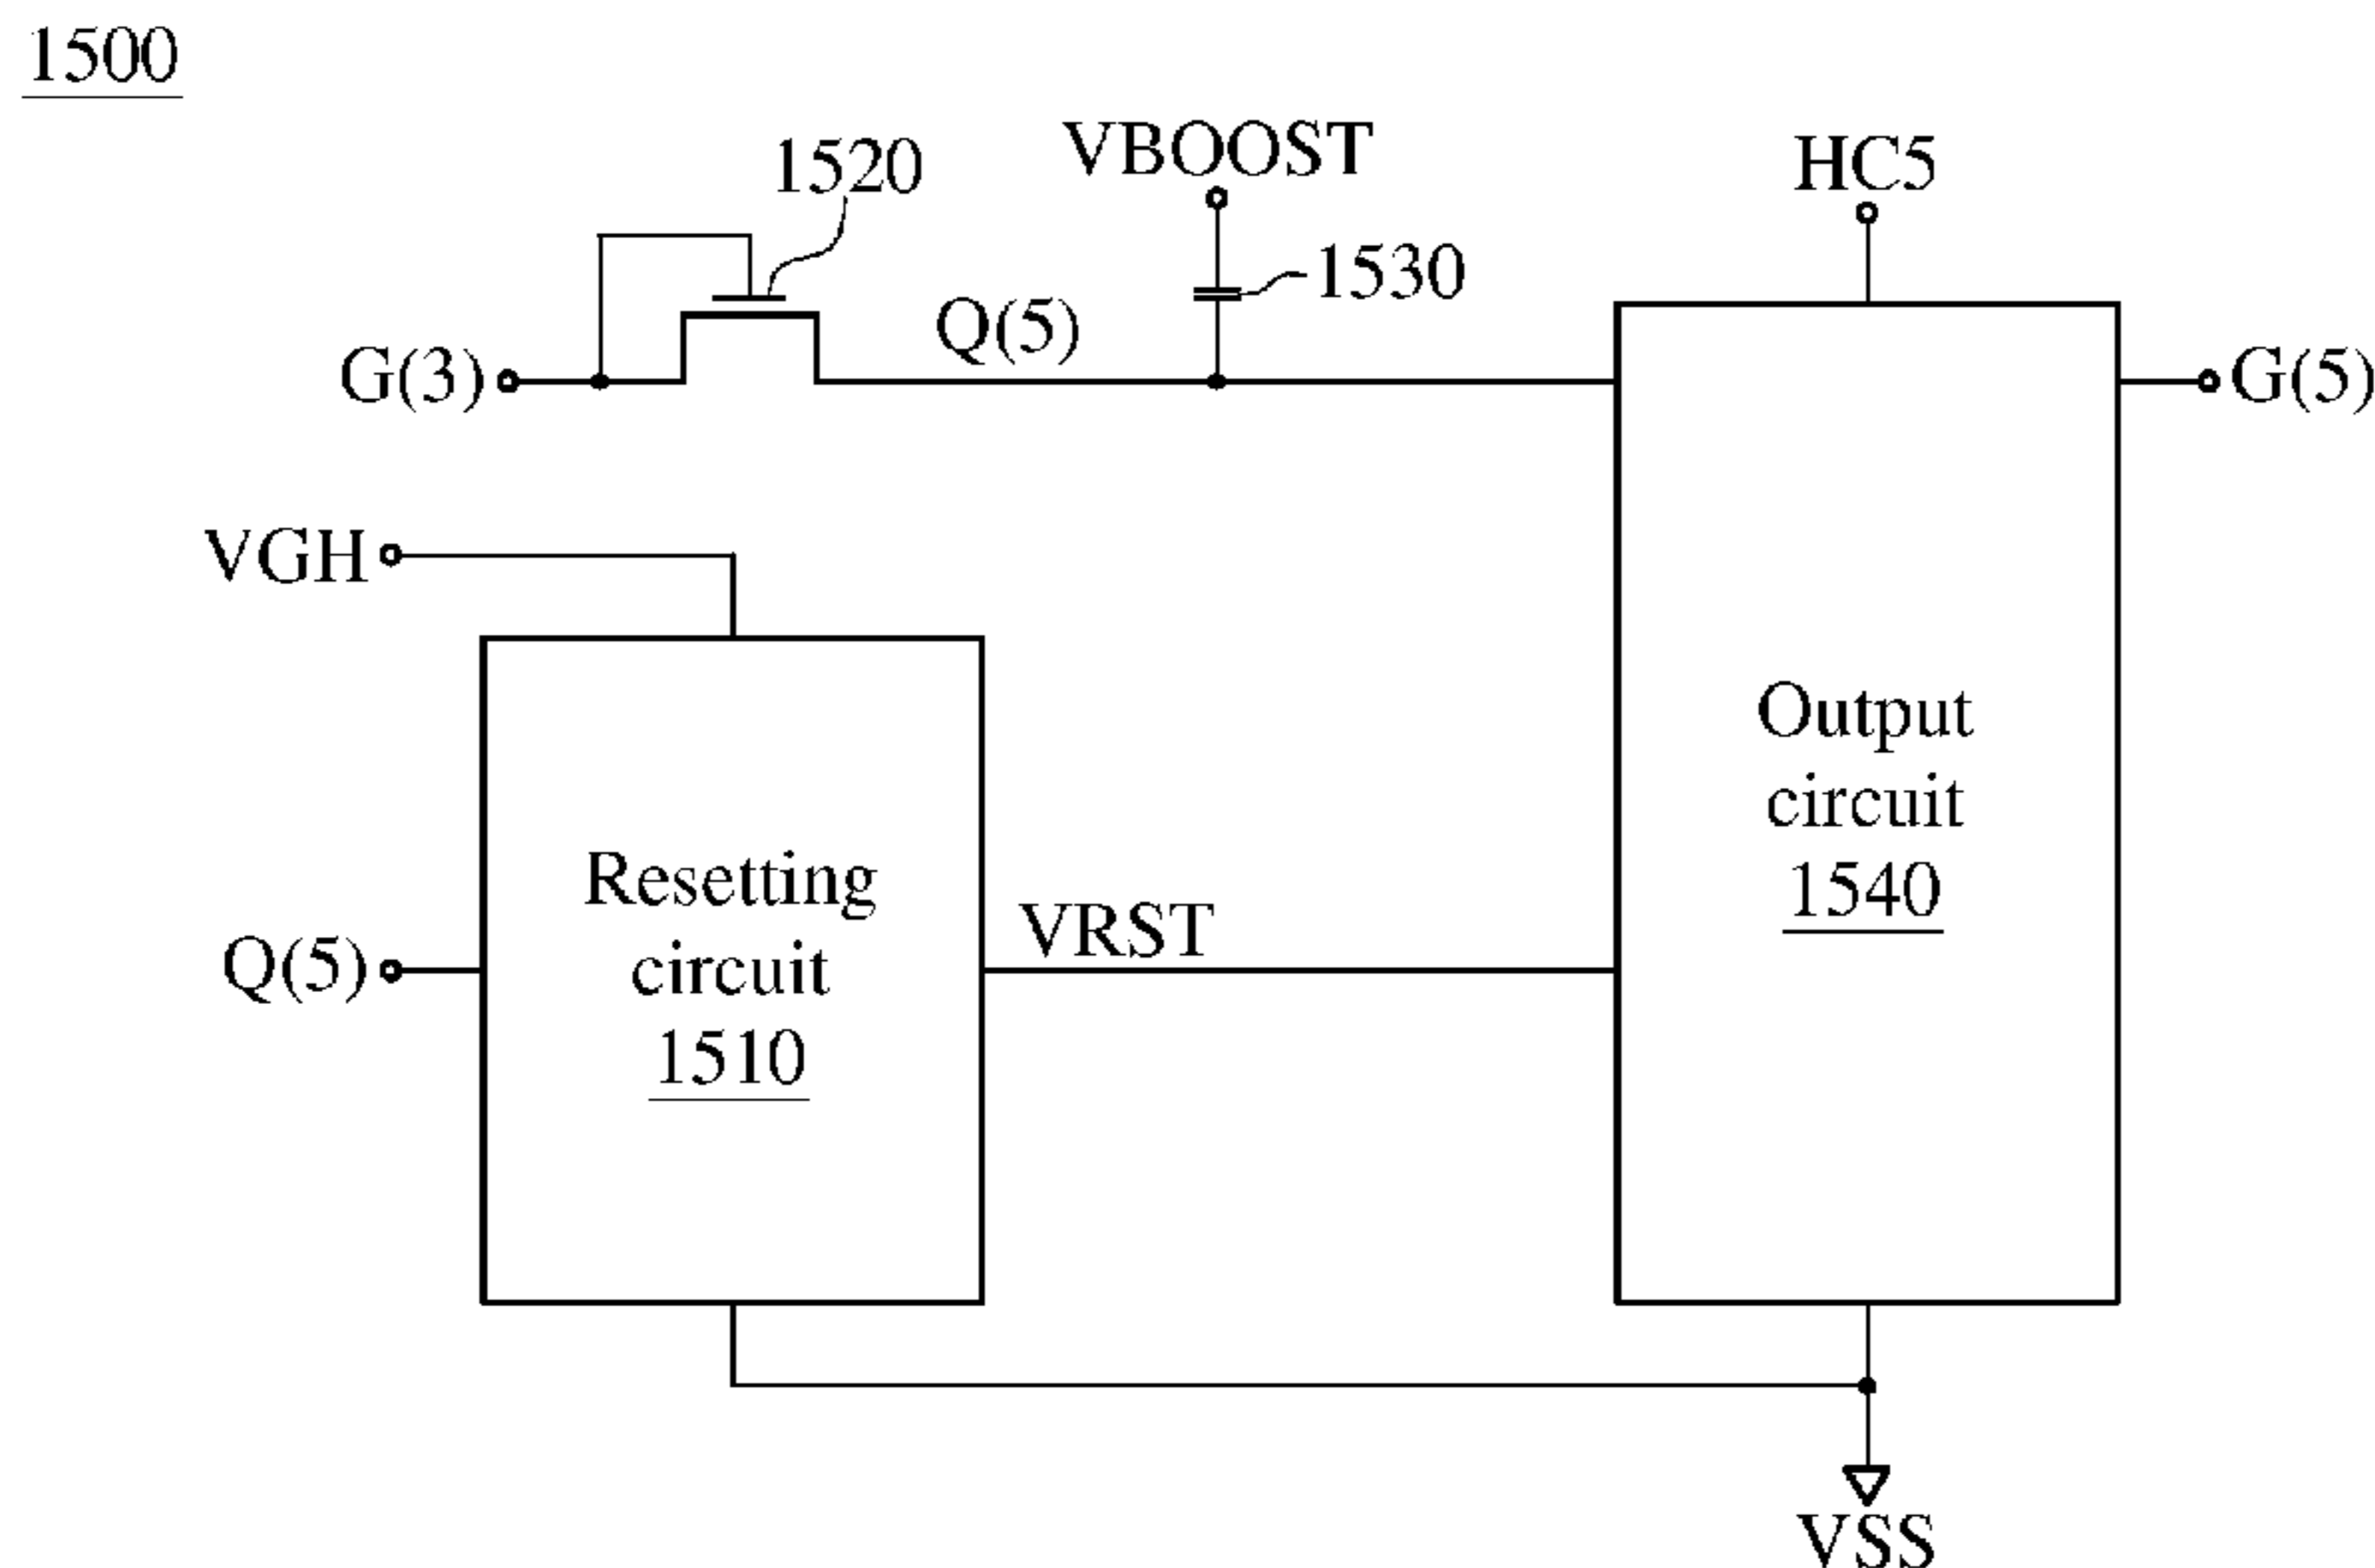 1500
1520
VBOOST
HC5
1530
Q(5)
G(3)
G(5)
VGH
Output
circuit
1540
Resetting
circuit
1510
VRST
Q(5)
VSS